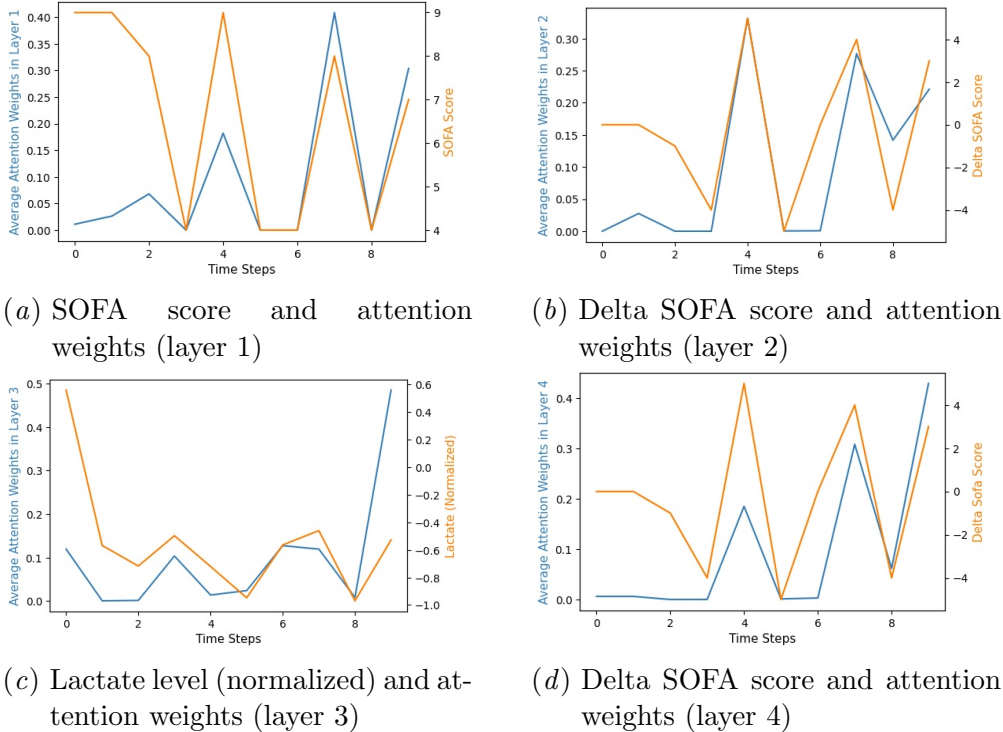 0.40
0.35
0.30
0.25
0.20
0.15
0.10
0.05
0.00
Average Attention Weights in Layer 1
9
8
7
6
5
4
SOFA Score
0 2 4 6 8
Time Steps
(a) SOFA score and attention
weights (layer 1)
0.30
0.25
0.20
0.15
0.10
0.05
0.00
Average Attention Weights in Layer 2
4
2
0
−2
−4
Delta SOFA Score
0 2 4 6 8
Time Steps
(b) Delta SOFA score and attention
weights (layer 2)
0.5
0.4
0.3
0.2
0.1
0.0
Average Attention Weights in Layer 3
0.6
0.4
0.2
0.0
−0.2
−0.4
−0.6
−0.8
−1.0
Lactate (Normalized)
0 2 4 6 8
Time Steps
(c) Lactate level (normalized) and at-
tention weights (layer 3)
0.4
0.3
0.2
0.1
0.0
Average Attention Weights in Layer 4
4
2
0
−2
−4
Delta Sofa Score
0 2 4 6 8
Time Steps
(d) Delta SOFA score and attention
weights (layer 4)